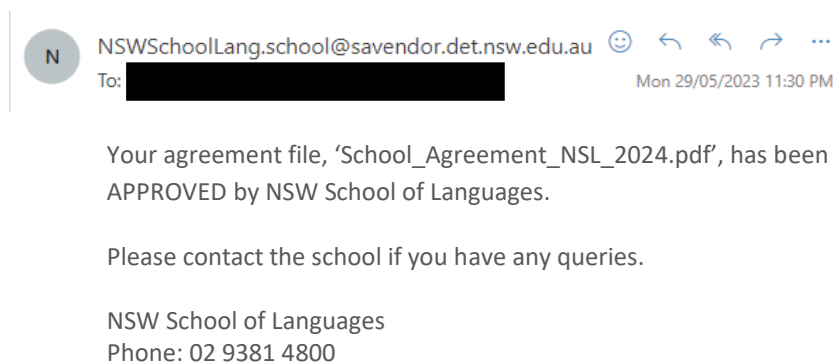 N
NSWSchoolLang.school@savendor.det.nsw.edu.au
To:
Mon 29/05/2023 11:30 PM
Your agreement file, ‘School_Agreement_NSL_2024.pdf’, has been
APPROVED by NSW School of Languages.
Please contact the school if you have any queries.
NSW School of Languages
Phone: 02 9381 4800